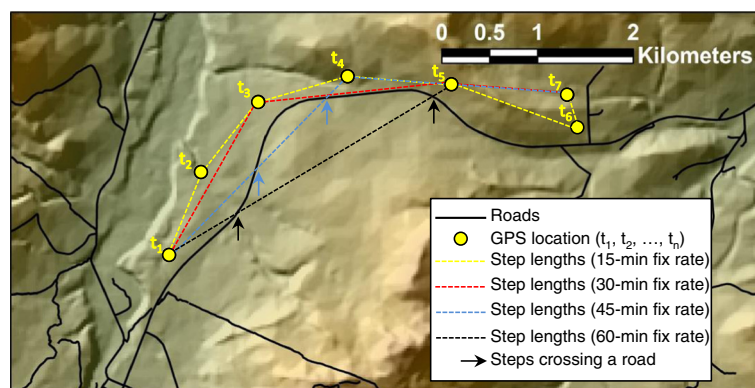 0 0.5 1 2
Kilometers
t4
t5
t3
t7
t6
t2
t1
Roads
GPS location (t1, t2, ..., tn)
Step lengths (15-min fix rate)
Step lengths (30-min fix rate)
Step lengths (45-min fix rate)
Step lengths (60-min fix rate)
Steps crossing a road